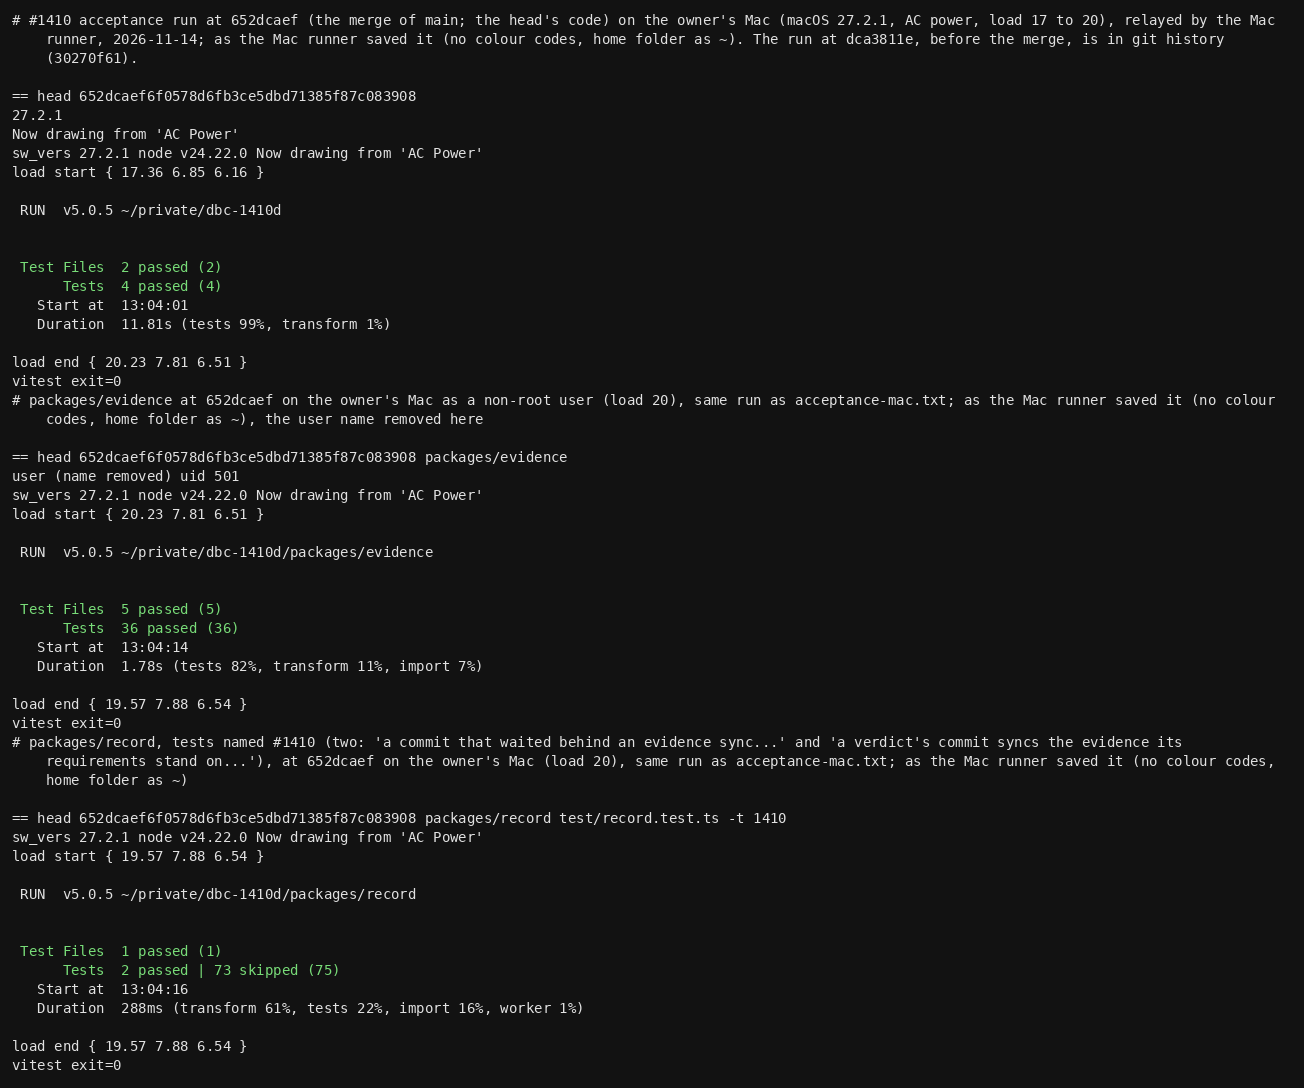 # #1410 acceptance run at 652dcaef (the merge of main; the head's code) on the owner's Mac (macOS 27.2.1, AC power, load 17 to 20), relayed by the Mac
runner, 2026-11-14; as the Mac runner saved it (no colour codes, home folder as ~). The run at dca3811e, before the merge, is in git history
(30270f61).
== head 652dcaef6f0578d6fb3ce5dbd71385f87c083908
27.2.1
Now drawing from 'AC Power'
sw_vers 27.2.1 node v24.22.0 Now drawing from 'AC Power'
load start { 17.36 6.85 6.16 }
RUN  v5.0.5 ~/private/dbc-1410d
Test Files  2 passed (2)
Tests  4 passed (4)
Start at  13:04:01
Duration  11.81s (tests 99%, transform 1%)
load end { 20.23 7.81 6.51 }
vitest exit=0
# packages/evidence at 652dcaef on the owner's Mac as a non-root user (load 20), same run as acceptance-mac.txt; as the Mac runner saved it (no colour
codes, home folder as ~), the user name removed here
== head 652dcaef6f0578d6fb3ce5dbd71385f87c083908 packages/evidence
user (name removed) uid 501
sw_vers 27.2.1 node v24.22.0 Now drawing from 'AC Power'
load start { 20.23 7.81 6.51 }
RUN  v5.0.5 ~/private/dbc-1410d/packages/evidence
Test Files  5 passed (5)
Tests  36 passed (36)
Start at  13:04:14
Duration  1.78s (tests 82%, transform 11%, import 7%)
load end { 19.57 7.88 6.54 }
vitest exit=0
# packages/record, tests named #1410 (two: 'a commit that waited behind an evidence sync...' and 'a verdict's commit syncs the evidence its
requirements stand on...'), at 652dcaef on the owner's Mac (load 20), same run as acceptance-mac.txt; as the Mac runner saved it (no colour codes,
home folder as ~)
== head 652dcaef6f0578d6fb3ce5dbd71385f87c083908 packages/record test/record.test.ts -t 1410
sw_vers 27.2.1 node v24.22.0 Now drawing from 'AC Power'
load start { 19.57 7.88 6.54 }
RUN  v5.0.5 ~/private/dbc-1410d/packages/record
Test Files  1 passed (1)
Tests  2 passed | 73 skipped (75)
Start at  13:04:16
Duration  288ms (transform 61%, tests 22%, import 16%, worker 1%)
load end { 19.57 7.88 6.54 }
vitest exit=0